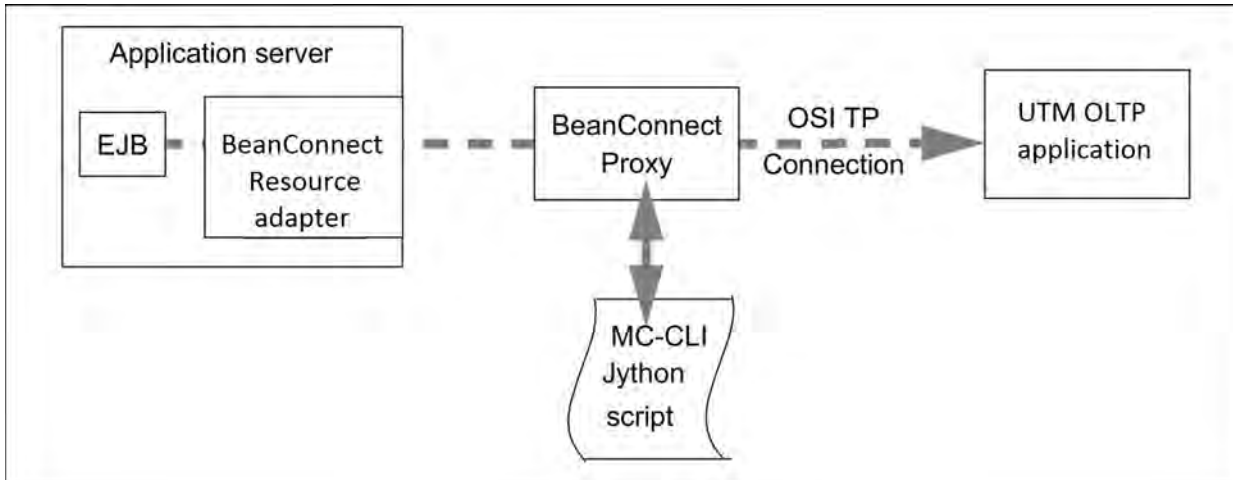 Application server
EJB
BeanConnect
Resource
adapter
BeanConnect
Proxy
OSI TP
Connection
UTM OLTP
application
MC-CLI
Jython
script